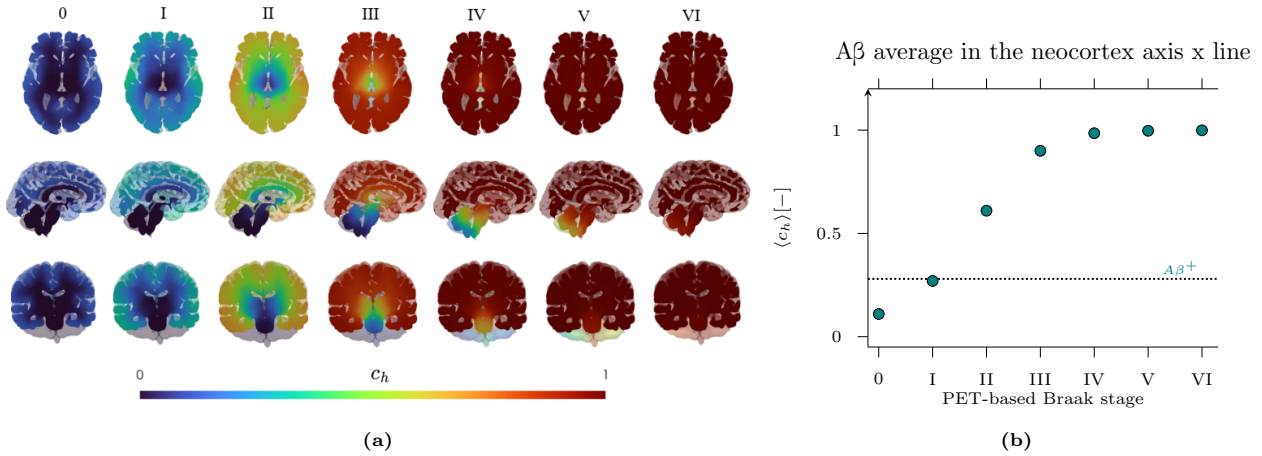 0 I II III IV V VI
c_h
0 1
(a)
Aβ average in the neocortex axis x line
1
0.5
0
⟨c_h⟩[−]
Aβ⁺
0 I II III IV V VI
PET-based Braak stage
(b)